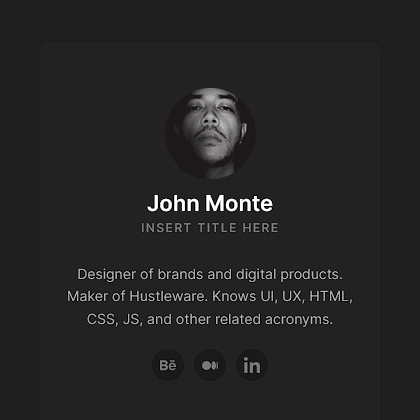 John Monte
INSERT TITLE HERE
Designer of brands and digital products.
Maker of Hustleware. Knows UI, UX, HTML,
CSS, JS, and other related acronyms.
Bē in